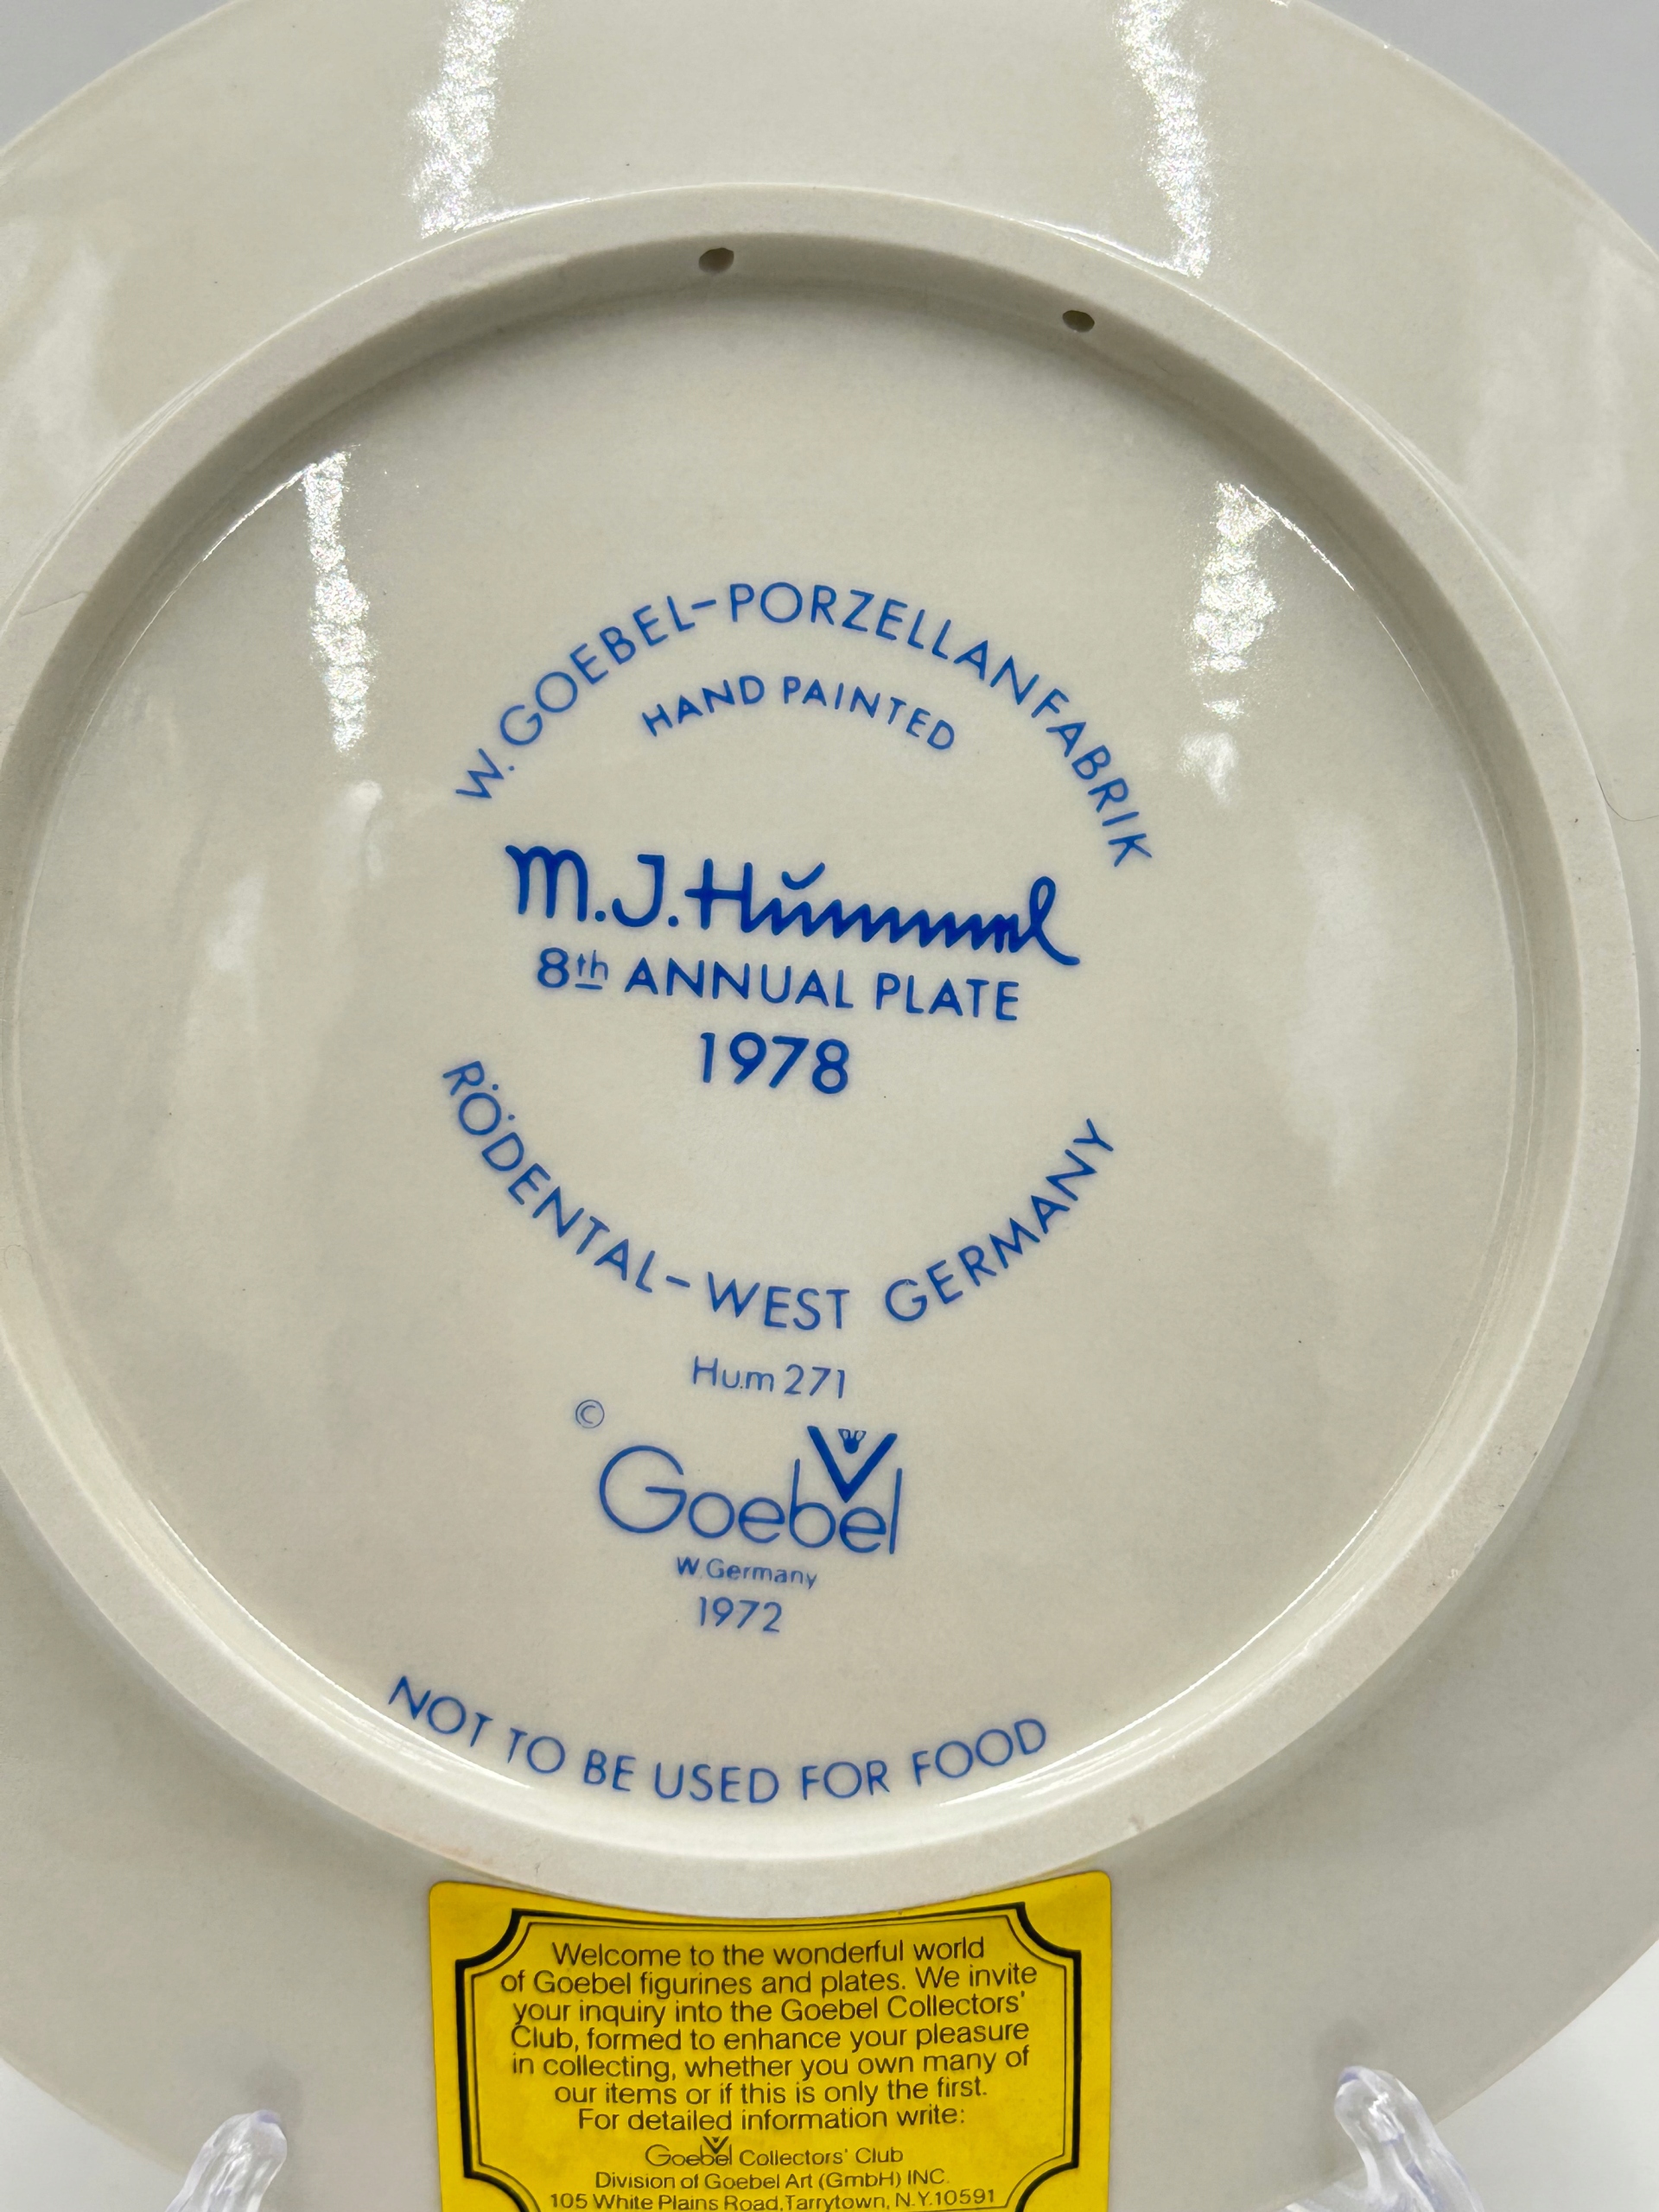 W. GOEBEL-PORZELLANFABRIK
HAND PAINTED
M.J. Hummel
8th ANNUAL PLATE
1978
RÖDENTAL-WEST GERMANY
Hum 271
©
Goebel
W. Germany
1972
NOT TO BE USED FOR FOOD
Welcome to the wonderful world
of Goebel figurines and plates. We invite
your inquiry into the Goebel Collectors'
Club, formed to enhance your pleasure
in collecting, whether you own many of
our items or if this is only the first.
For detailed information write:
Goebel Collectors' Club
Division of Goebel Art (GmbH) INC.
105 White Plains Road, Tarrytown, N.Y. 10591